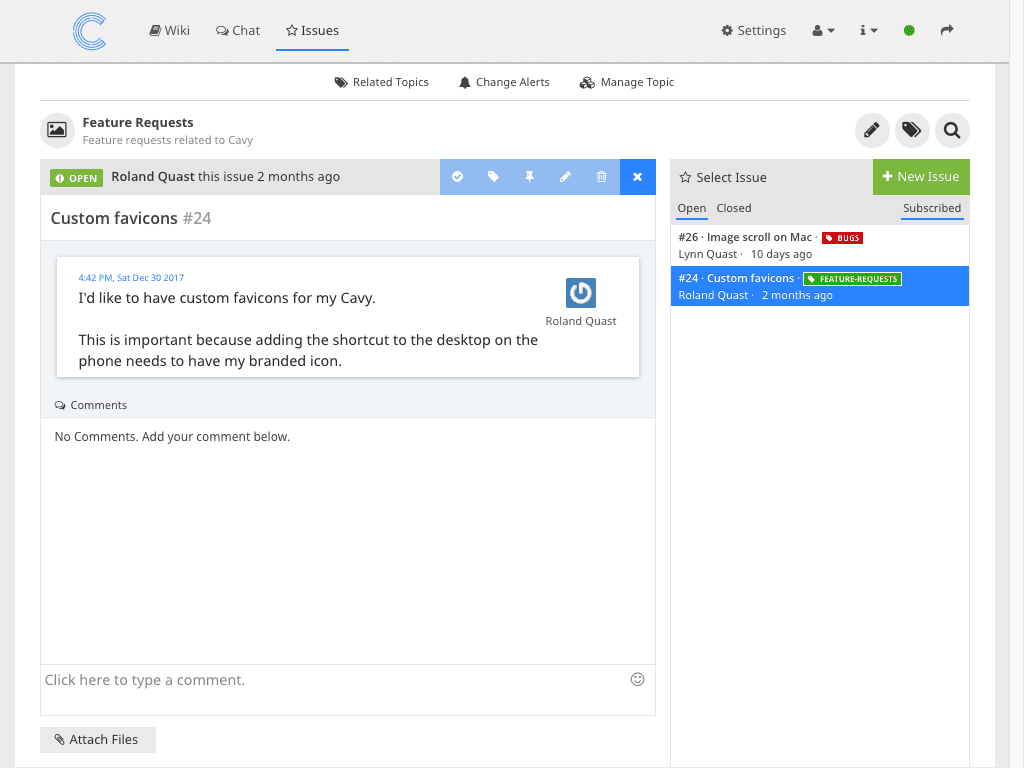 Wiki
Chat
Issues
Settings
Related Topics
Change Alerts
Manage Topic
Feature Requests
Feature requests related to Cavy
OPEN
Roland Quast this issue 2 months ago
Custom favicons #24
4:42 PM, Sat Dec 30 2017
I'd like to have custom favicons for my Cavy.
This is important because adding the shortcut to the desktop on the
phone needs to have my branded icon.
Roland Quast
Comments
No Comments. Add your comment below.
Click here to type a comment.
Attach Files
Select Issue
New Issue
Open
Closed
Subscribed
#26 · Image scroll on Mac · BUGS
Lynn Quast · 10 days ago
#24 · Custom favicons · FEATURE-REQUESTS
Roland Quast · 2 months ago